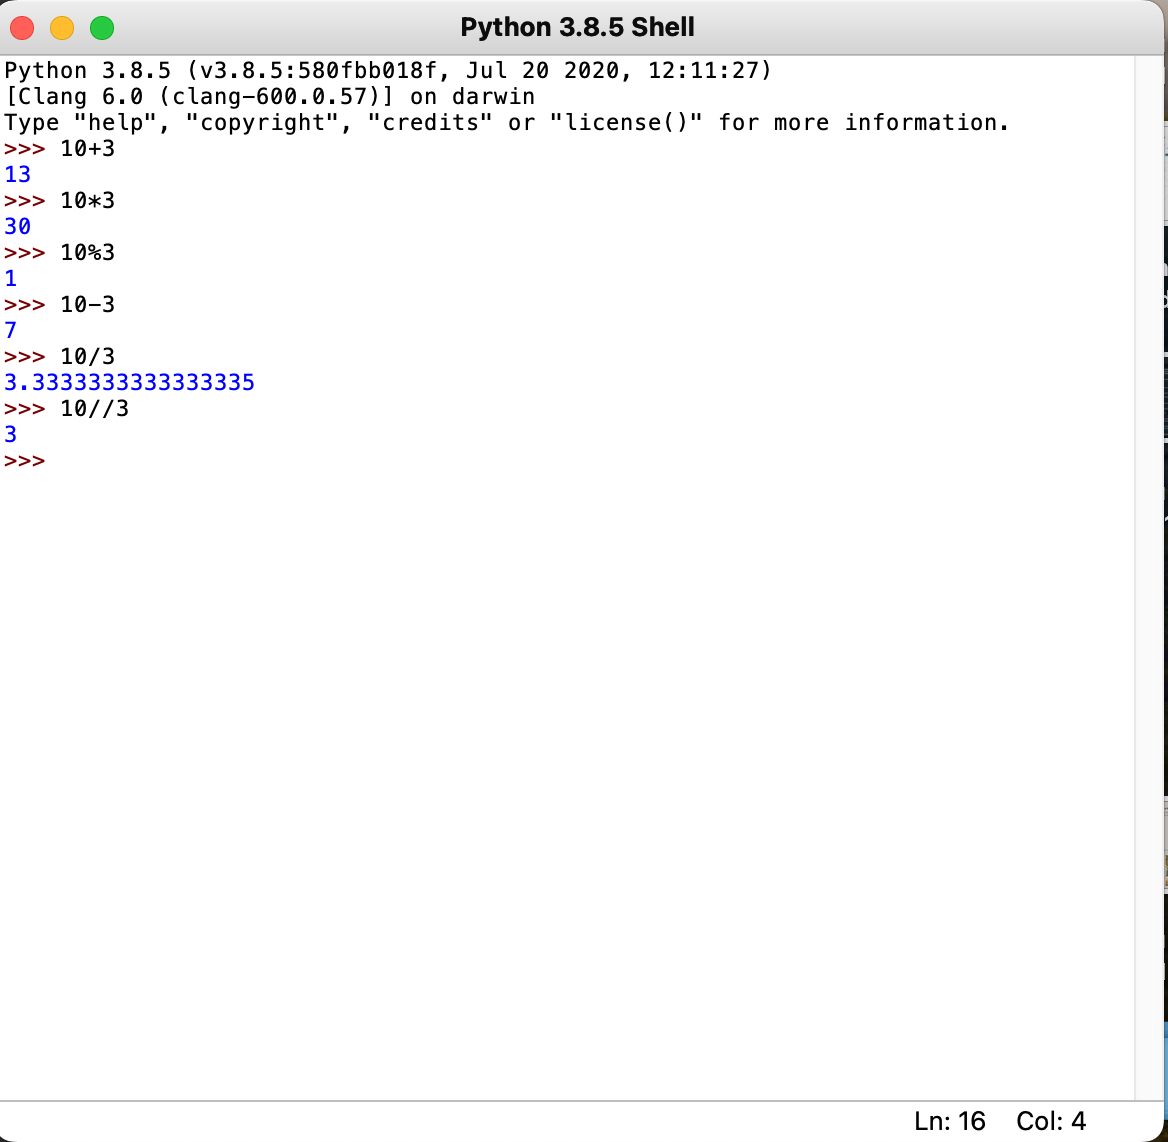 Python 3.8.5 Shell
Python 3.8.5 (v3.8.5:580fbb018f, Jul 20 2020, 12:11:27)
[Clang 6.0 (clang-600.0.57)] on darwin
Type "help", "copyright", "credits" or "license()" for more information.
>>> 10+3
13
>>> 10*3
30
>>> 10%3
1
>>> 10-3
7
>>> 10/3
3.3333333333333335
>>> 10//3
3
>>>
Ln: 16 Col: 4